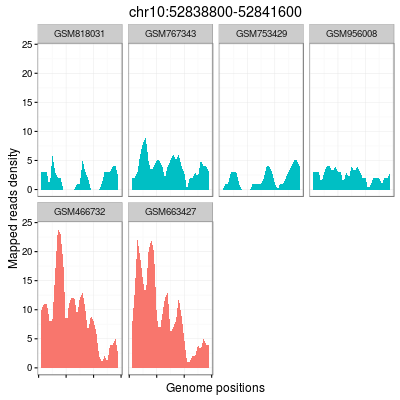 chr10:52838800-52841600
GSM818031 GSM767343 GSM753429 GSM956008
25
20
15
10
5
0
Mapped reads density
GSM466732 GSM663427
25
20
15
10
5
0
Genome positions